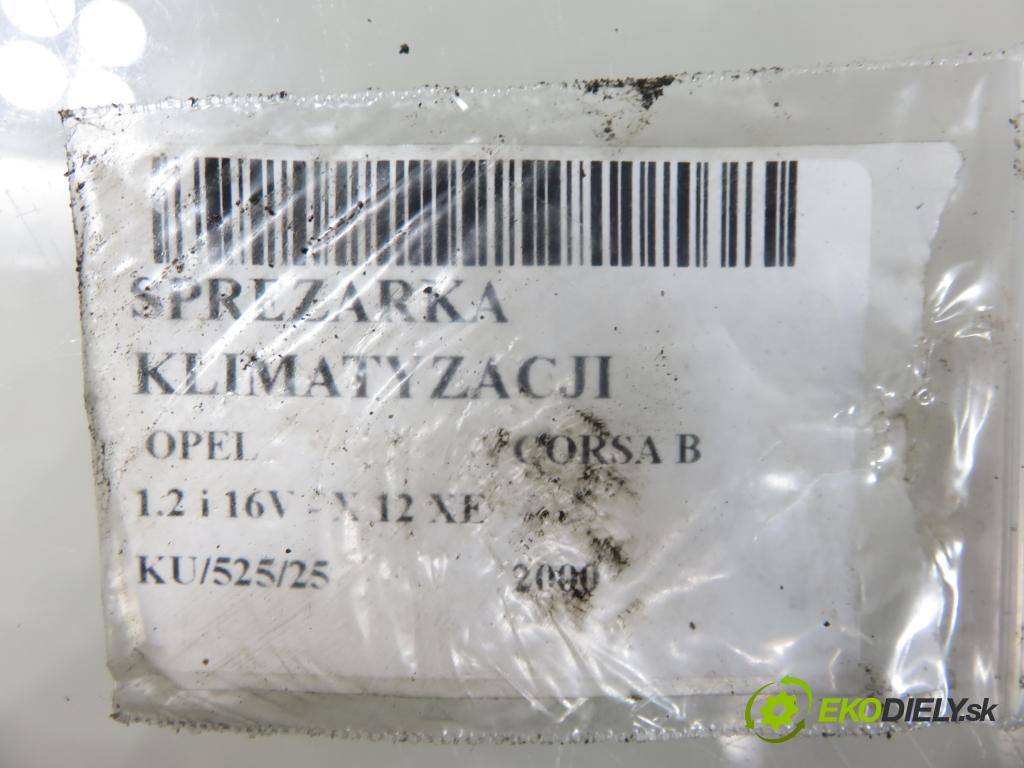 SPREZARKA
KLIMATYZACJI
OPEL CORSA B
1.2 i 16V - X 12 XE
KU/525/25 2000
EKODIELY.sk